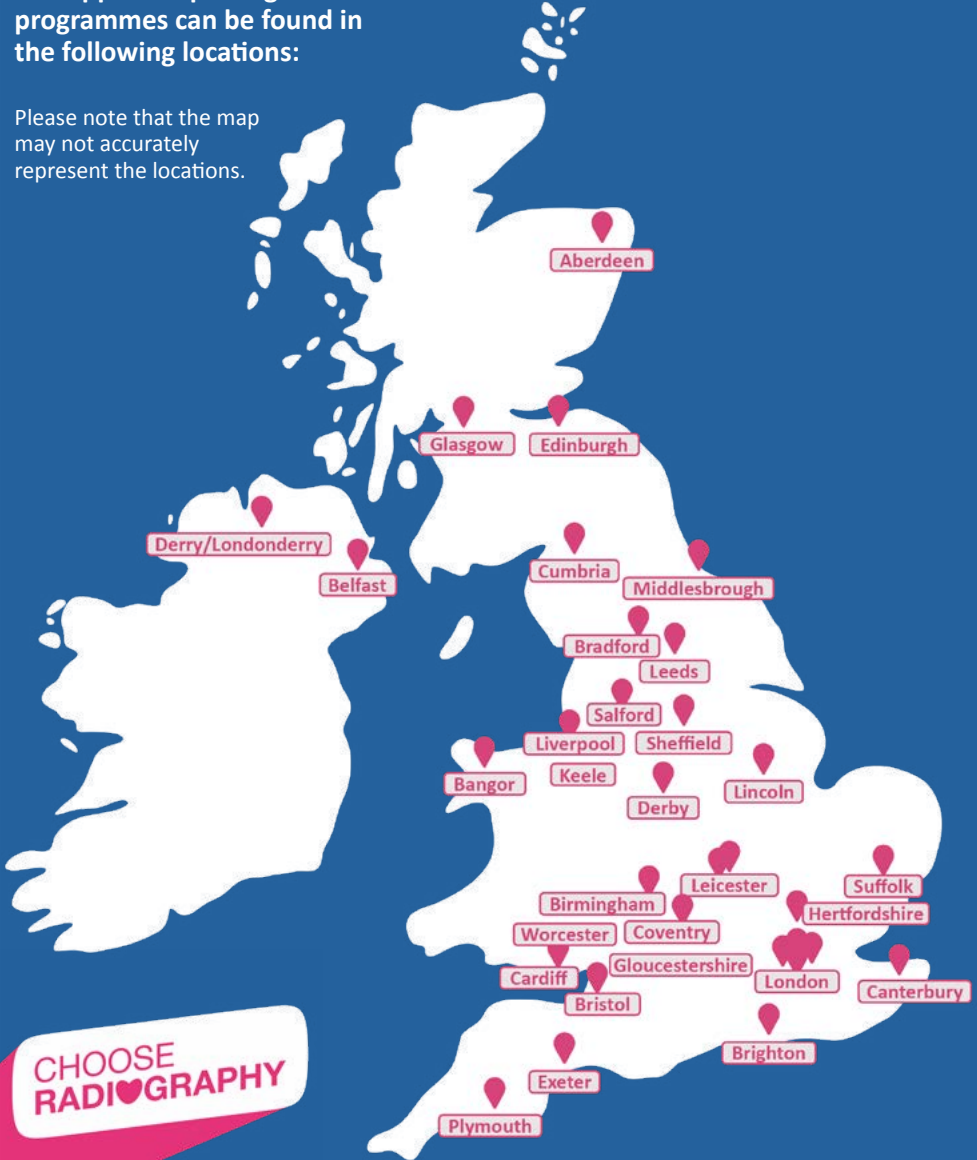 programmes can be found in
the following locations:
Please note that the map
may not accurately
represent the locations.
Aberdeen
Glasgow
Edinburgh
Derry/Londonderry
Belfast
Cumbria
Middlesbrough
Bradford
Leeds
Salford
Liverpool
Sheffield
Keele
Bangor
Derby
Lincoln
Leicester
Suffolk
Birmingham
Hertfordshire
Worcester
Coventry
Gloucestershire
Cardiff
London
Canterbury
Bristol
Brighton
Exeter
Plymouth
CHOOSE
RADIOGRAPHY